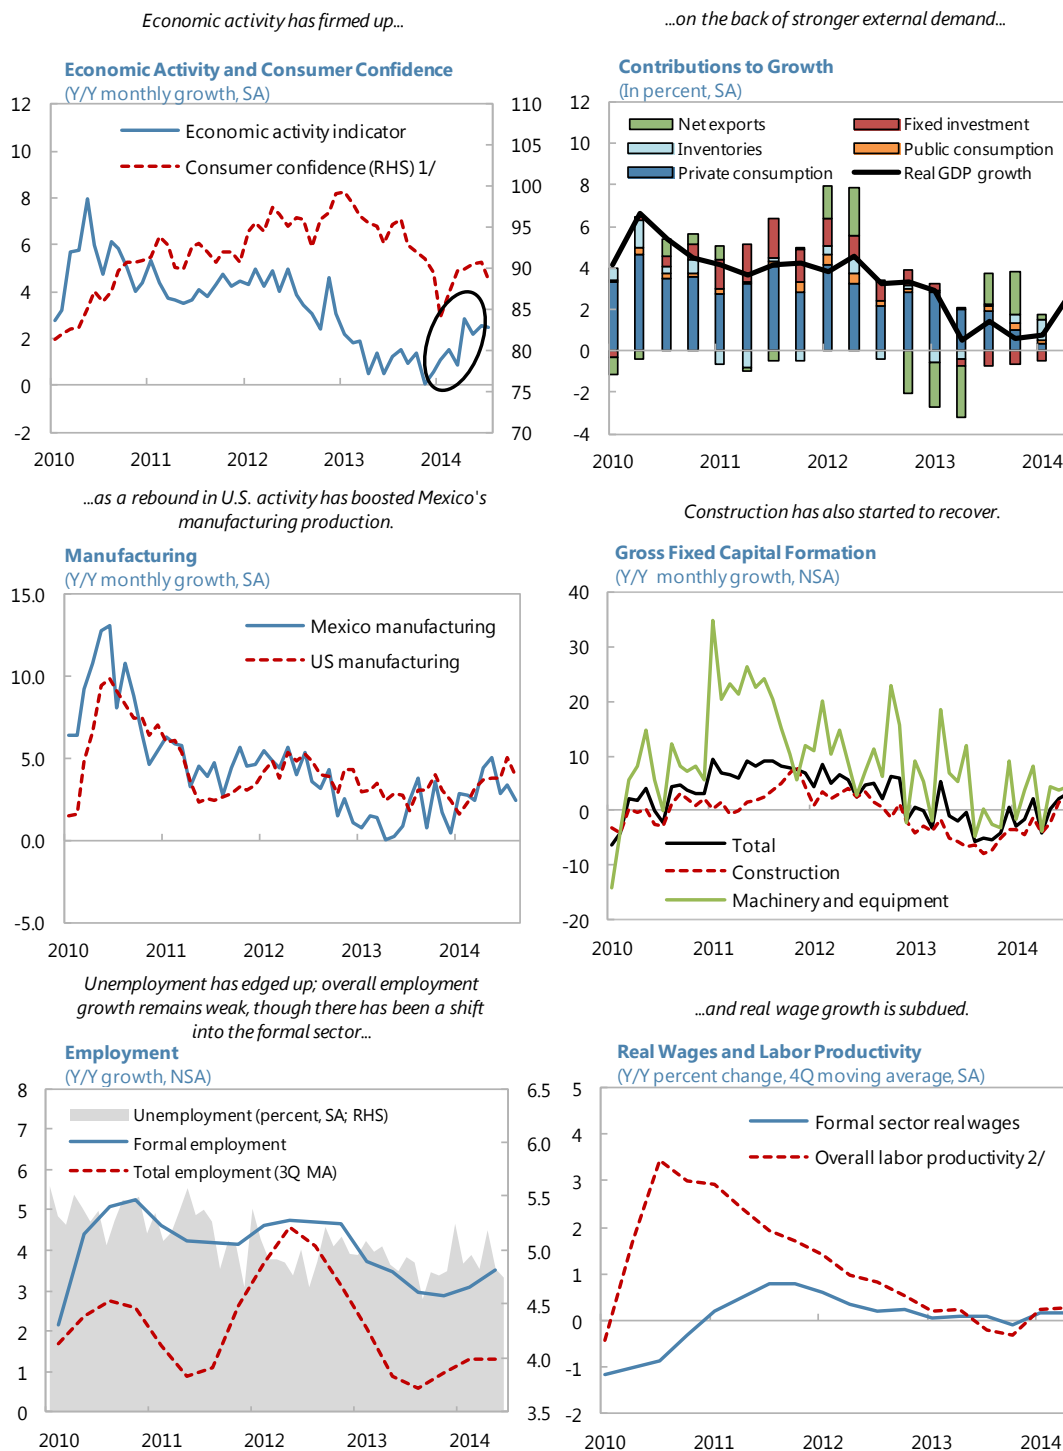 Economic activity has firmed up...
Economic Activity and Consumer Confidence
(Y/Y monthly growth, SA)
12
10
8
6
4
2
0
-2
110
105
100
95
90
85
80
75
70
Economic activity indicator
Consumer confidence (RHS) 1/
2010
2011
2012
2013
2014
...on the back of stronger external demand...
Contributions to Growth
(In percent, SA)
12
10
8
6
4
2
0
-2
-4
Net exports
Fixed investment
Inventories
Public consumption
Private consumption
Real GDP growth
2010
2011
2012
2013
2014
...as a rebound in U.S. activity has boosted Mexico's
manufacturing production.
Manufacturing
(Y/Y monthly growth, SA)
15.0
10.0
5.0
0.0
-5.0
Mexico manufacturing
US manufacturing
2010
2011
2012
2013
2014
Construction has also started to recover.
Gross Fixed Capital Formation
(Y/Y monthly growth, NSA)
40
30
20
10
0
-10
-20
Total
Construction
Machinery and equipment
2010
2011
2012
2013
2014
Unemployment has edged up; overall employment
growth remains weak, though there has been a shift
into the formal sector...
Employment
(Y/Y growth, NSA)
8
7
6
5
4
3
2
1
0
6.5
6.0
5.5
5.0
4.5
4.0
3.5
Unemployment (percent, SA; RHS)
Formal employment
Total employment (3Q MA)
2010
2011
2012
2013
2014
...and real wage growth is subdued.
Real Wages and Labor Productivity
(Y/Y percent change, 4Q moving average, SA)
5
4
3
2
1
0
-1
-2
Formal sector real wages
Overall labor productivity 2/
2010
2011
2012
2013
2014